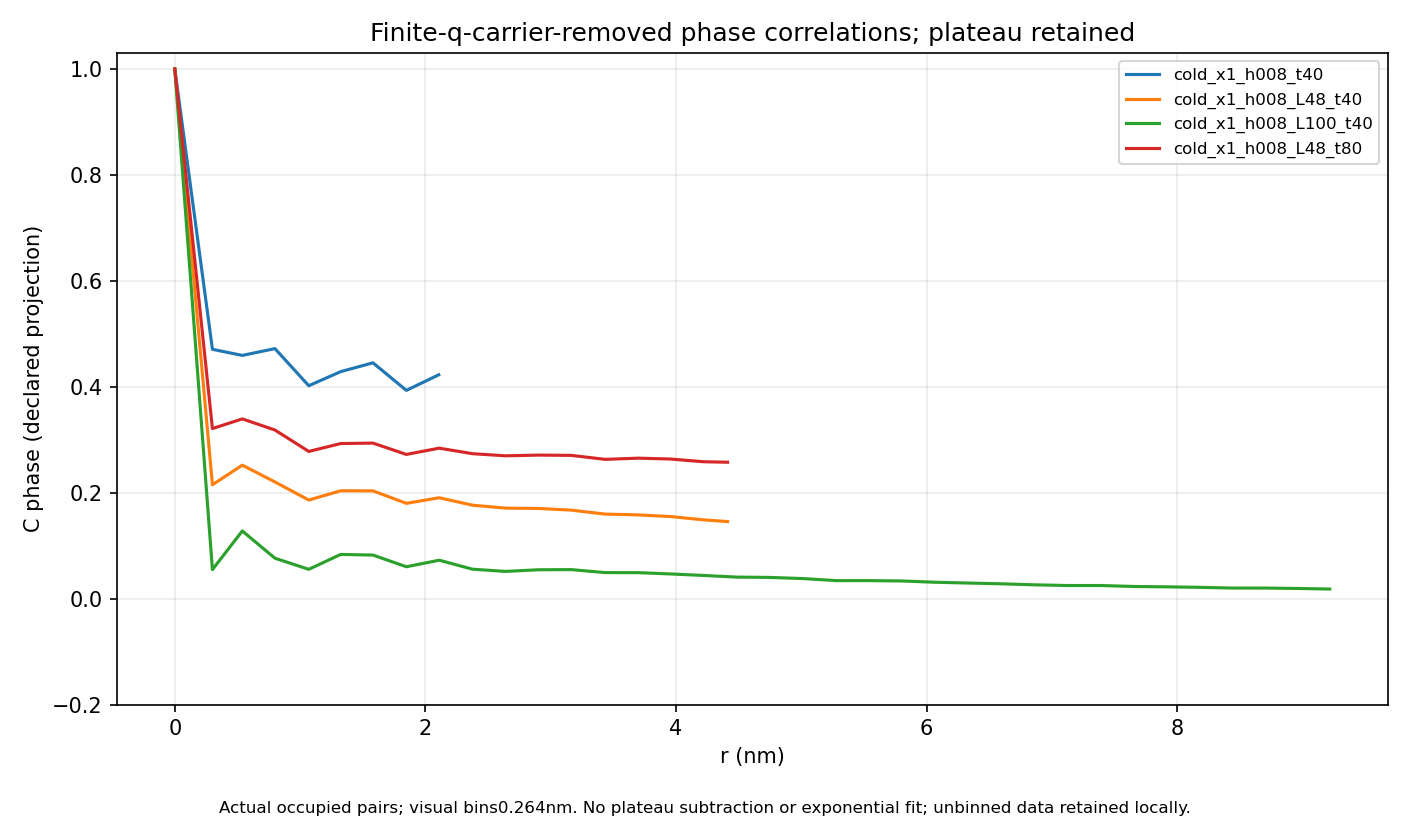 Finite-q-carrier-removed phase correlations; plateau retained
cold_x1_h008_t40
cold_x1_h008_L48_t40
cold_x1_h008_L100_t40
cold_x1_h008_L48_t80
C phase (declared projection)
1.0
0.8
0.6
0.4
0.2
0.0
−0.2
0 2 4 6 8
r (nm)
Actual occupied pairs; visual bins0.264nm. No plateau subtraction or exponential fit; unbinned data retained locally.